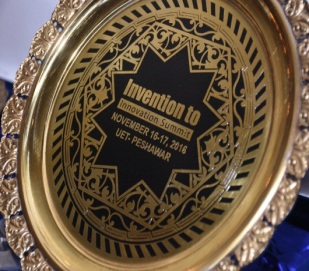 Invention to
Innovation Summit
NOVEMBER 16-17, 2016
UET- PESHAWAR